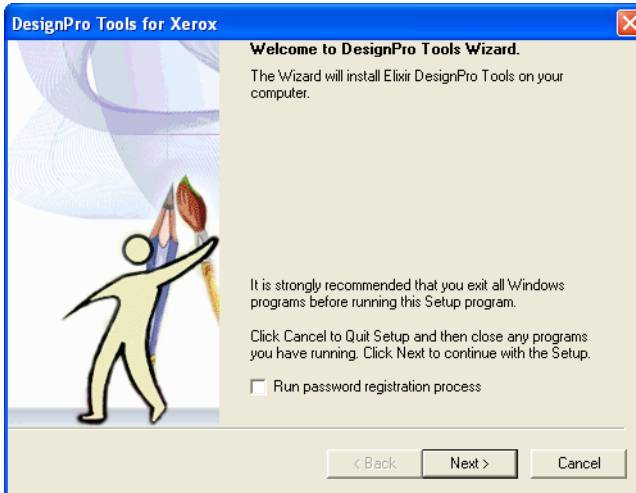 DesignPro Tools for Xerox
Welcome to DesignPro Tools Wizard.
The Wizard will install Elixir DesignPro Tools on your
computer.
It is strongly recommended that you exit all Windows
programs before running this Setup program.
Click Cancel to Quit Setup and then close any programs
you have running. Click Next to continue with the Setup.
Run password registration process
< Back
Next >
Cancel